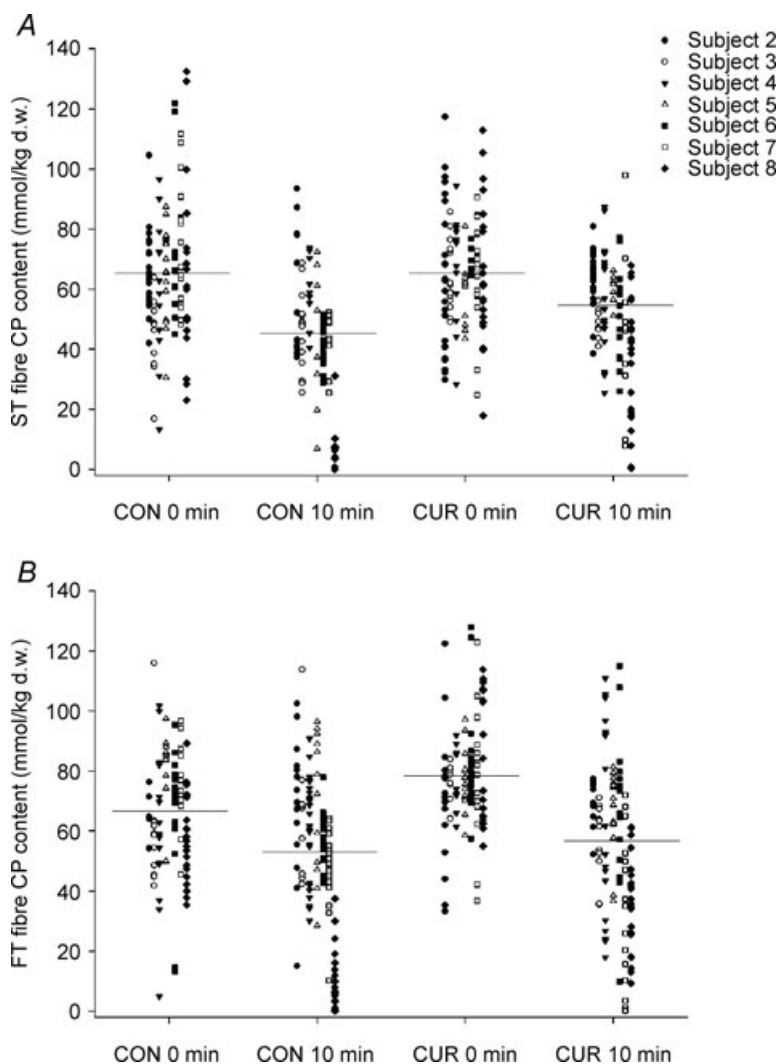 A
ST fibre CP content (mmol/kg d.w.)
140
120
100
80
60
40
20
0
CON 0 min CON 10 min CUR 0 min CUR 10 min
Subject 2
Subject 3
Subject 4
Subject 5
Subject 6
Subject 7
Subject 8
B
FT fibre CP content (mmol/kg d.w.)
140
120
100
80
60
40
20
0
CON 0 min CON 10 min CUR 0 min CUR 10 min